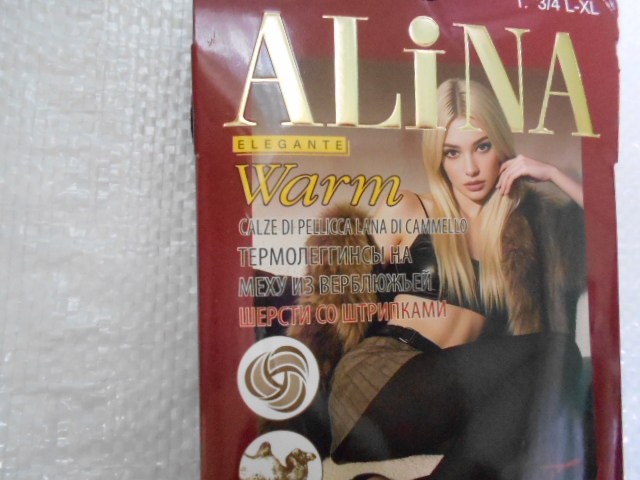 T. 3/4 L-XL
ALiNA
ELEGANTE
Warm
CALZE DI PELLICCA LANA DI CAMMELLO
ТЕРМОЛЕГГИНСЫ НА
МЕХУ ИЗ ВЕРБЛЮЖЬЕЙ
ШЕРСТИ СО ШТРИПКАМИ